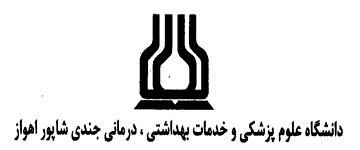 دانشگاه علوم پزشکی و خدمات بهداشتی ، درمانی جندی شاپور اهواز